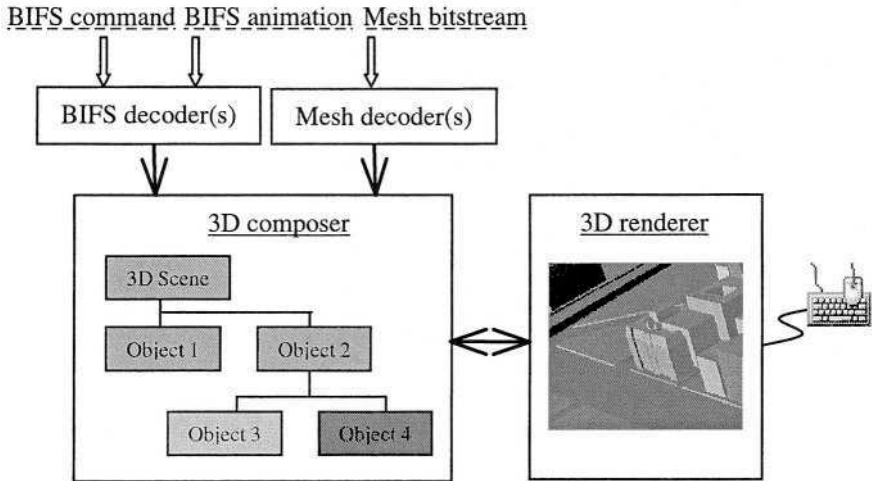 BIFS command BIFS animation Mesh bitstream
BIFS decoder(s) Mesh decoder(s)
3D composer
3D Scene
Object 1 Object 2
Object 3 Object 4
3D renderer